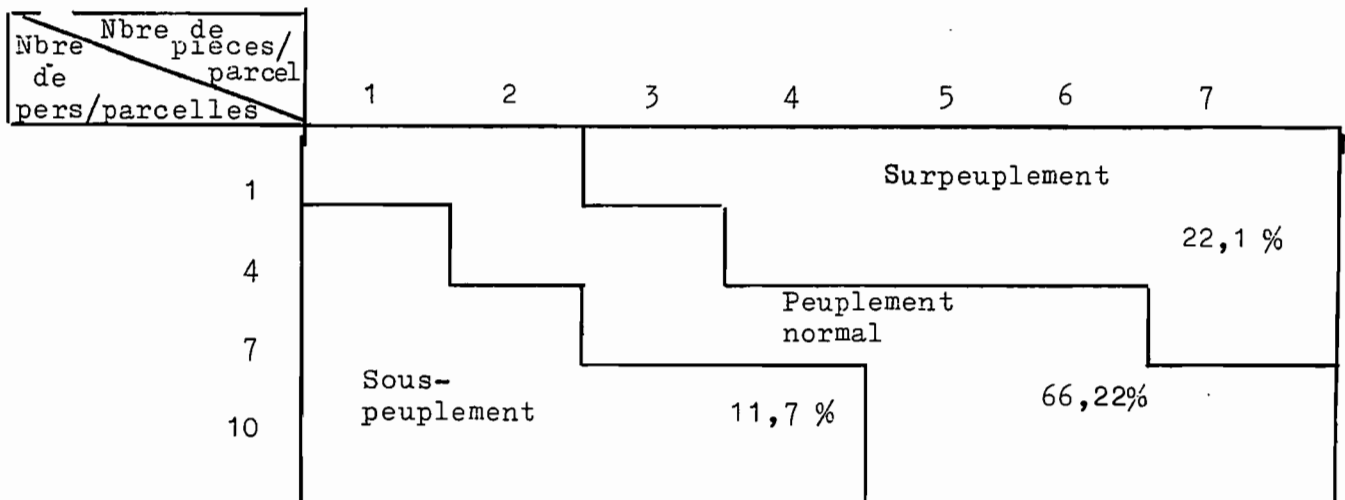 Nbre de
pièces/
parcel
Nbre
de
pers/parcelles
1 2 3 4 5 6 7
1
Surpeuplement
22,1 %
4
Peuplement
normal
7
Sous-
peuplement
11,7 %
66,22%
10